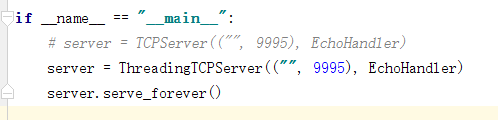 if __name__ == "__main__":
    # server = TCPServer(("", 9995), EchoHandler)
    server = ThreadingTCPServer(("", 9995), EchoHandler)
    server.serve_forever()